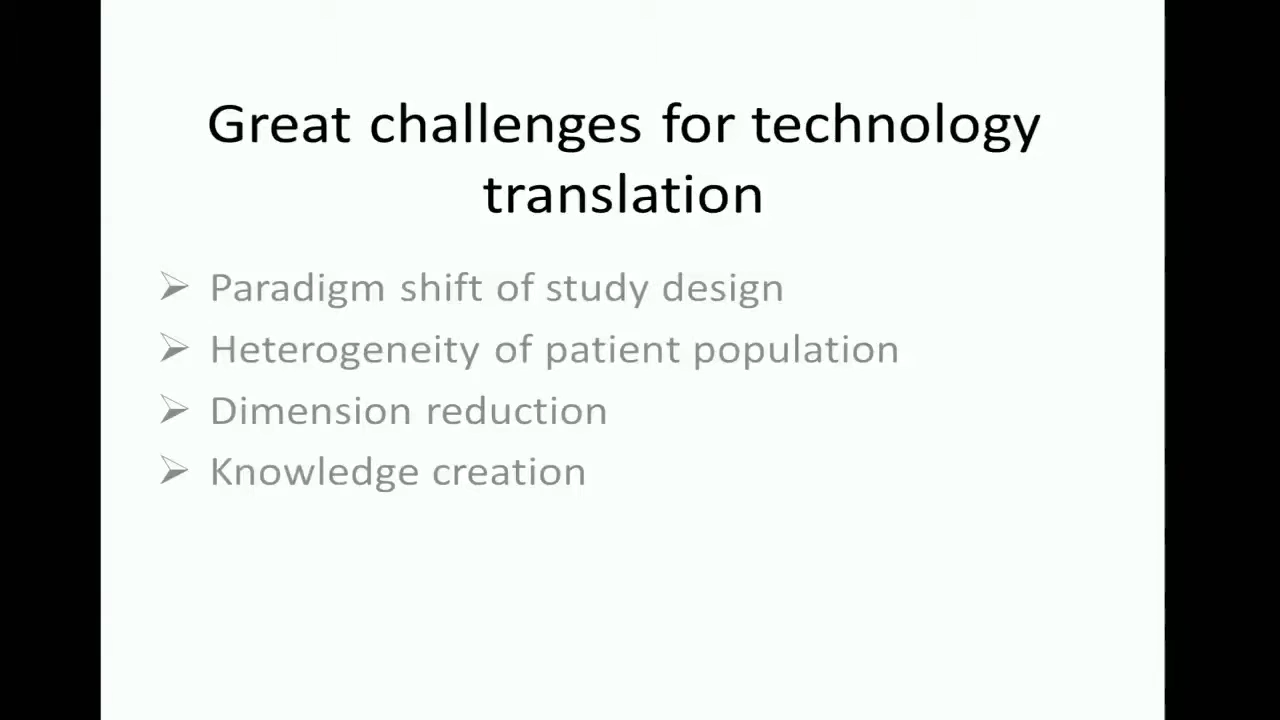 Great challenges for technology
translation
➢ Paradigm shift of study design
➢ Heterogeneity of patient population
➢ Dimension reduction
➢ Knowledge creation